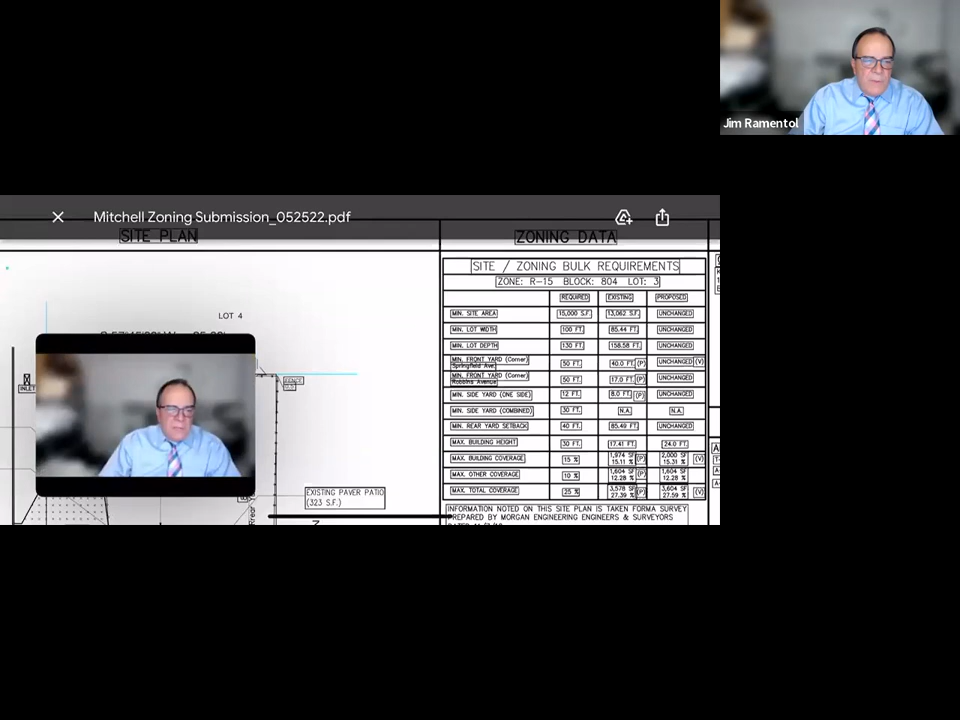 Jim Ramentol
Mitchell Zoning Submission_052522.pdf
SITE PLAN
LOT 4
INLET
EXISTING PAVER PATIO
(323 S.F.)
ZONING DATA
SITE / ZONING BULK REQUIREMENTS
ZONE: R-15 BLOCK: 804 LOT: 3
REQUIRED EXISTING PROPOSED
MIN. SITE AREA 15,000 S.F. 13,062 S.F. UNCHANGED
MIN. LOT WIDTH 100 FT. 85.44 FT. UNCHANGED
MIN. LOT DEPTH 130 FT. 158.58 FT. UNCHANGED
MIN. FRONT YARD (Corner) Springfield Ave. 50 FT. 40.0 FT. (P) UNCHANGED (V)
MIN. FRONT YARD (Corner) Robbins Avenue 50 FT. 17.0 FT. (P) UNCHANGED
MIN. SIDE YARD (ONE SIDE) 12 FT. 8.0 FT. (P) UNCHANGED
MIN. SIDE YARD (COMBINED) 30 FT. N.A. N.A.
MIN. REAR YARD SETBACK 40 FT. 85.49 FT. UNCHANGED
MAX. BUILDING HEIGHT 30 FT. 17.41 FT. 24.0 FT.
MAX. BUILDING COVERAGE 15 % 1,974 SF 15.11 % (P) 2,000 SF 15.31 % (V)
MAX. OTHER COVERAGE 10 % 1,604 SF 12.28 % (P) 1,604 SF 12.28 %
MAX. TOTAL COVERAGE 25 % 3,578 SF 27.39 % (P) 3,604 SF 27.59 % (V)
INFORMATION NOTED ON THIS SITE PLAN IS TAKEN FORMA SURVEY
PREPARED BY MORGAN ENGINEERING ENGINEERS & SURVEYORS